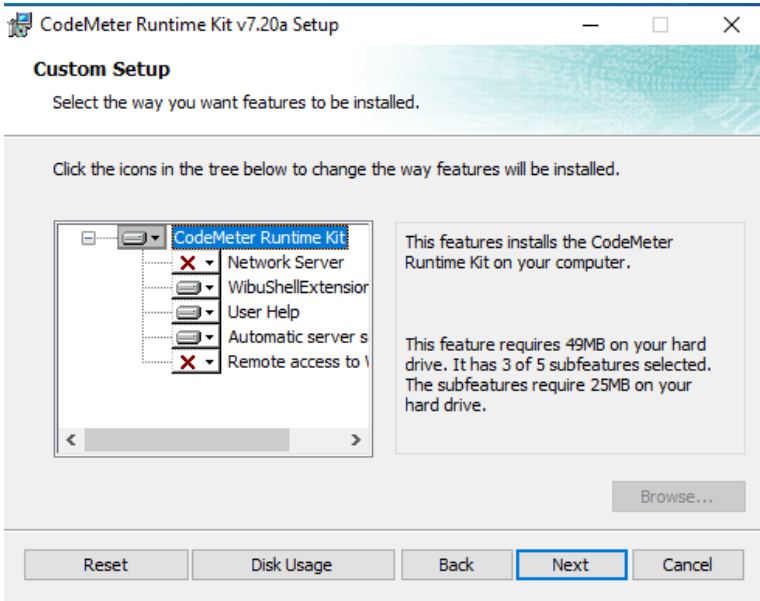 CodeMeter Runtime Kit v7.20a Setup
Custom Setup
Select the way you want features to be installed.
Click the icons in the tree below to change the way features will be installed.
CodeMeter Runtime Kit
Network Server
WibuShellExtension
User Help
Automatic server s
Remote access to
This features installs the CodeMeter
Runtime Kit on your computer.
This feature requires 49MB on your hard
drive. It has 3 of 5 subfeatures selected.
The subfeatures require 25MB on your
hard drive.
Browse...
Reset
Disk Usage
Back
Next
Cancel